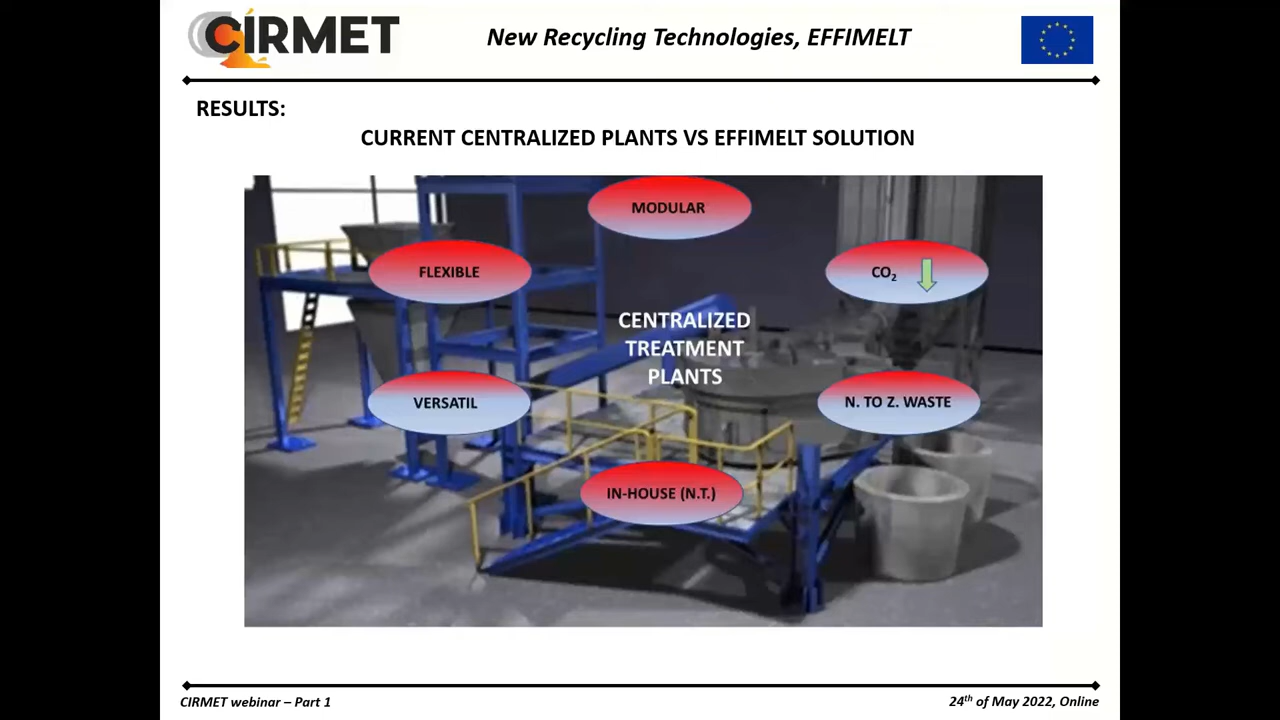 CIRMET
New Recycling Technologies, EFFIMELT
RESULTS:
CURRENT CENTRALIZED PLANTS VS EFFIMELT SOLUTION
MODULAR
FLEXIBLE
CO₂
CENTRALIZED
TREATMENT
PLANTS
VERSATIL
N. TO Z. WASTE
IN-HOUSE (N.T.)
CIRMET webinar – Part 1
24th of May 2022, Online